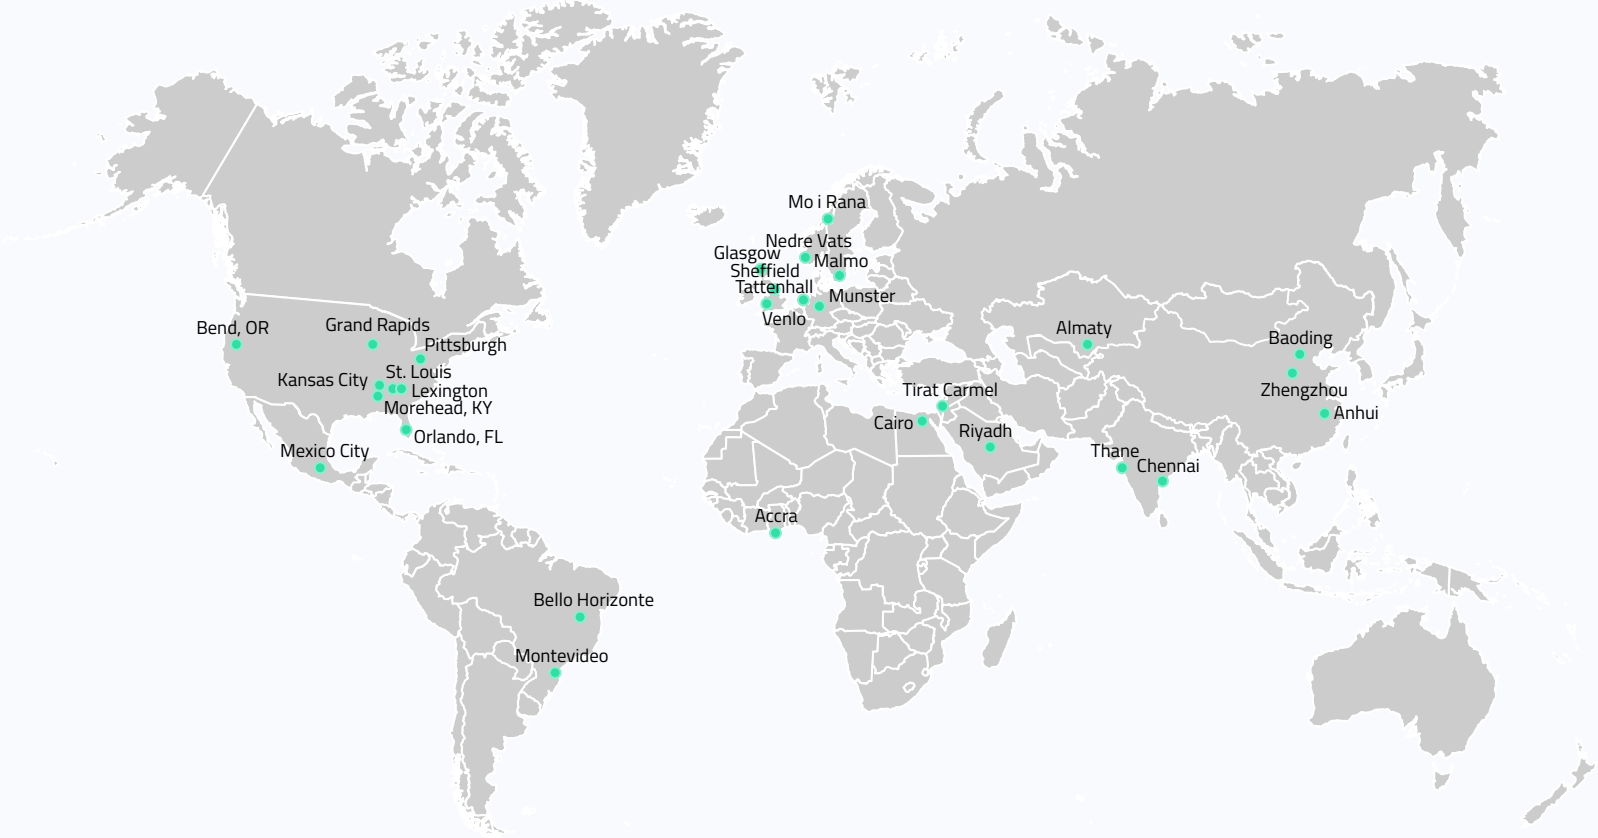 Mo i Rana
Nedre Vats
Glasgow
Malmo
Sheffield
Tattenhall
Munster
Venlo
Bend, OR
Grand Rapids
Pittsburgh
St. Louis
Kansas City
Lexington
Morehead, KY
Orlando, FL
Mexico City
Almaty
Baoding
Zhengzhou
Anhui
Tirat Carmel
Cairo
Riyadh
Thane
Chennai
Accra
Bello Horizonte
Montevideo